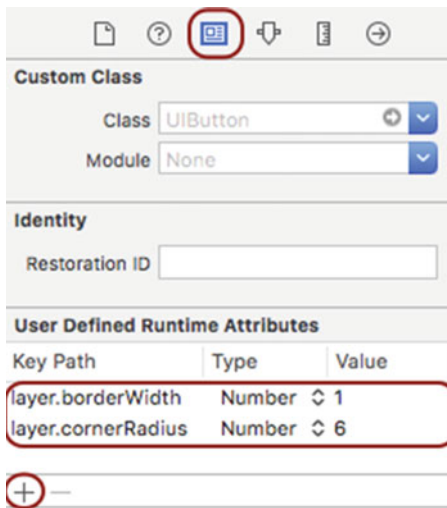 Custom Class
Class UIButton
Module None
Identity
Restoration ID
User Defined Runtime Attributes
Key Path Type Value
layer.borderWidth Number 1
layer.cornerRadius Number 6